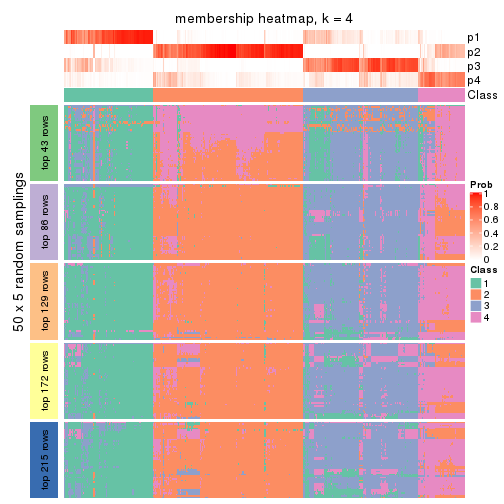 membership heatmap, k = 4
p1
p2
p3
p4
Class
50 x 5 random samplings
top 43 rows
top 86 rows
top 129 rows
top 172 rows
top 215 rows
Prob
1
0.8
0.6
0.4
0.2
0
Class
1
2
3
4